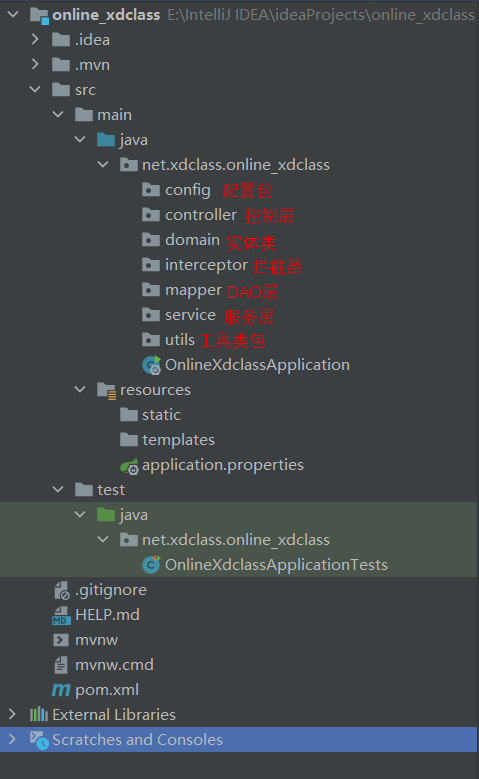 online_xdclass E:\IntelliJ IDEA\ideaProjects\online_xdclass
.idea
.mvn
src
main
java
net.xdclass.online_xdclass
config 配置包
controller 控制层
domain 实体类
interceptor 拦截器
mapper DAO层
service 服务层
utils 工具类包
OnlineXdclassApplication
resources
static
templates
application.properties
test
java
net.xdclass.online_xdclass
OnlineXdclassApplicationTests
.gitignore
HELP.md
mvnw
mvnw.cmd
pom.xml
External Libraries
Scratches and Consoles